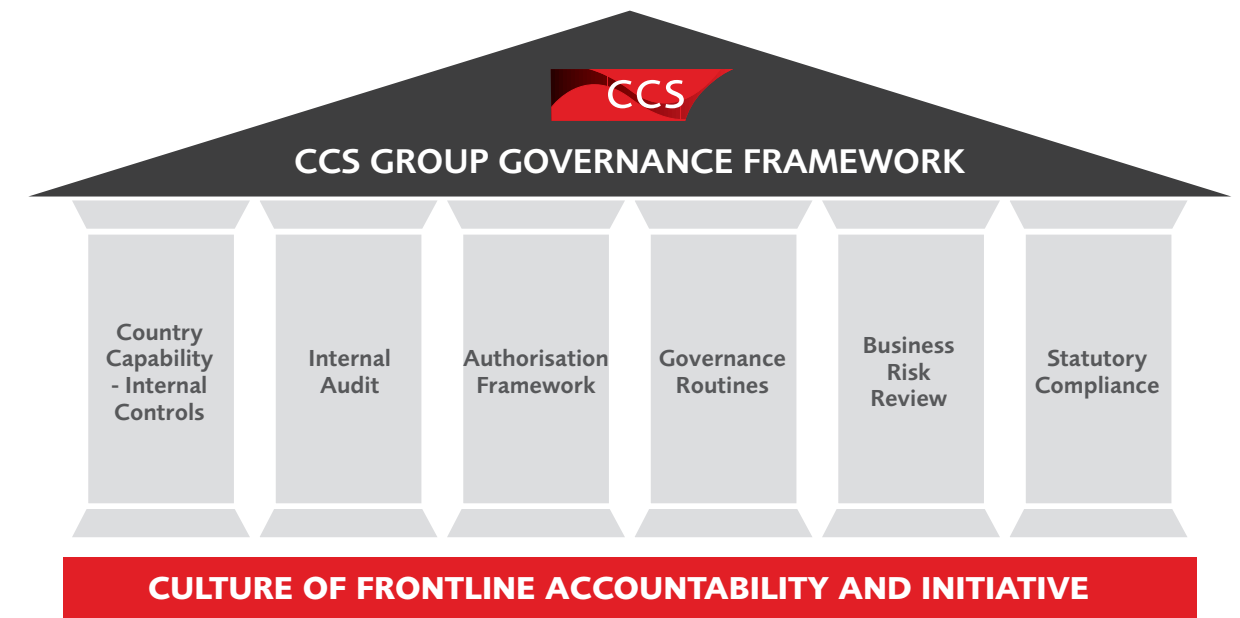 CCS
CCS GROUP GOVERNANCE FRAMEWORK
Country
Capability
- Internal
Controls
Internal
Audit
Authorisation
Framework
Governance
Routines
Business
Risk
Review
Statutory
Compliance
CULTURE OF FRONTLINE ACCOUNTABILITY AND INITIATIVE